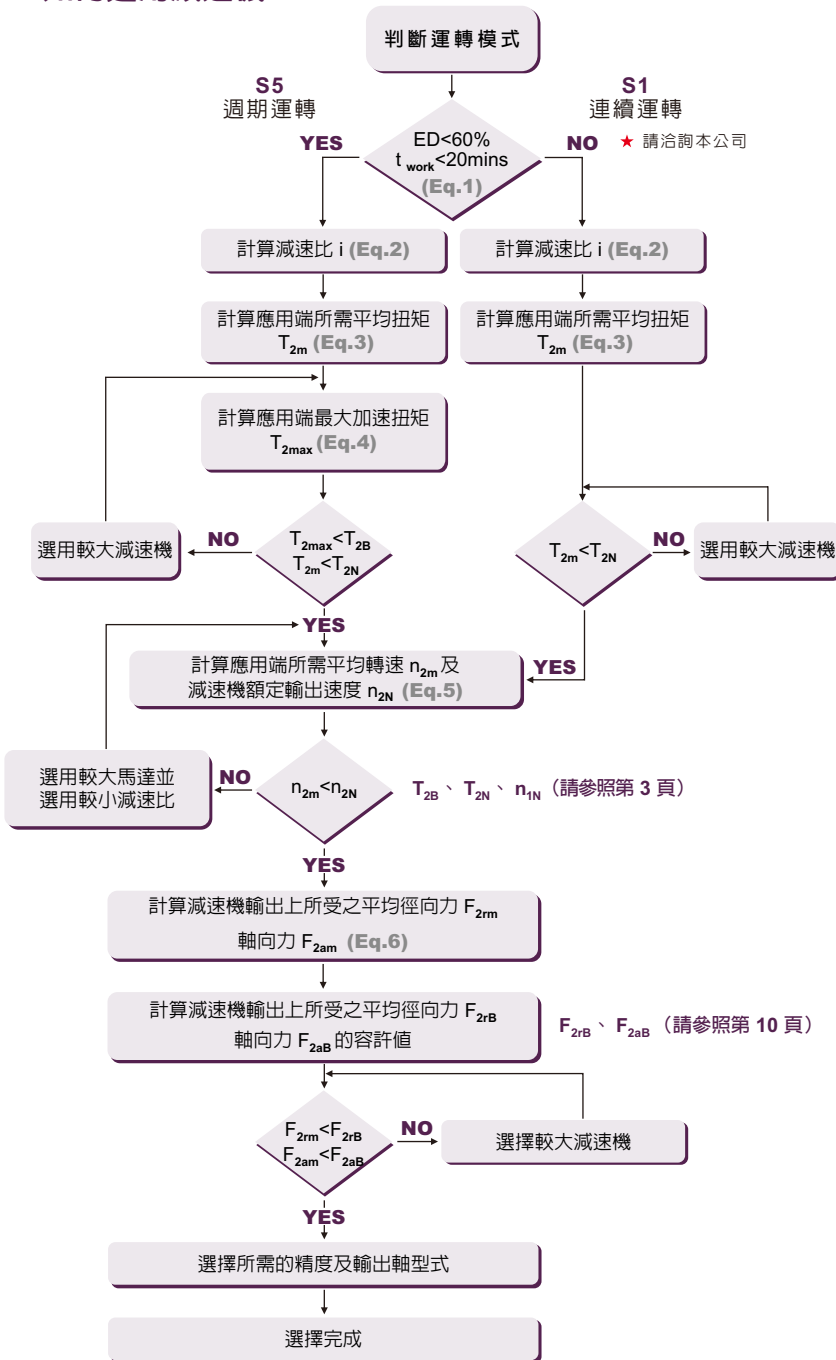 判斷運轉模式
S5
週期運轉
S1
連續運轉
YES
ED<60%
t work<20mins
(Eq.1)
NO
★ 請洽詢本公司
計算減速比 i (Eq.2)
計算減速比 i (Eq.2)
計算應用端所需平均扭矩
T2m (Eq.3)
計算應用端所需平均扭矩
T2m (Eq.3)
計算應用端最大加速扭矩
T2max (Eq.4)
選用較大減速機
NO
T2max<T2B
T2m<T2N
T2m<T2N
NO
選用較大減速機
YES
計算應用端所需平均轉速 n2m 及
減速機額定輸出速度 n2N (Eq.5)
YES
選用較大馬達並
選用較小減速比
NO
n2m<n2N
T2B、 T2N、 n1N（請參照第 3 頁）
YES
計算減速機輸出上所受之平均徑向力 F2rm
軸向力 F2am (Eq.6)
計算減速機輸出上所受之平均徑向力 F2rB
軸向力 F2aB 的容許值
F2rB、 F2aB （請參照第 10 頁）
F2rm<F2rB
F2am<F2aB
NO
選擇較大減速機
YES
選擇所需的精度及輸出軸型式
選擇完成